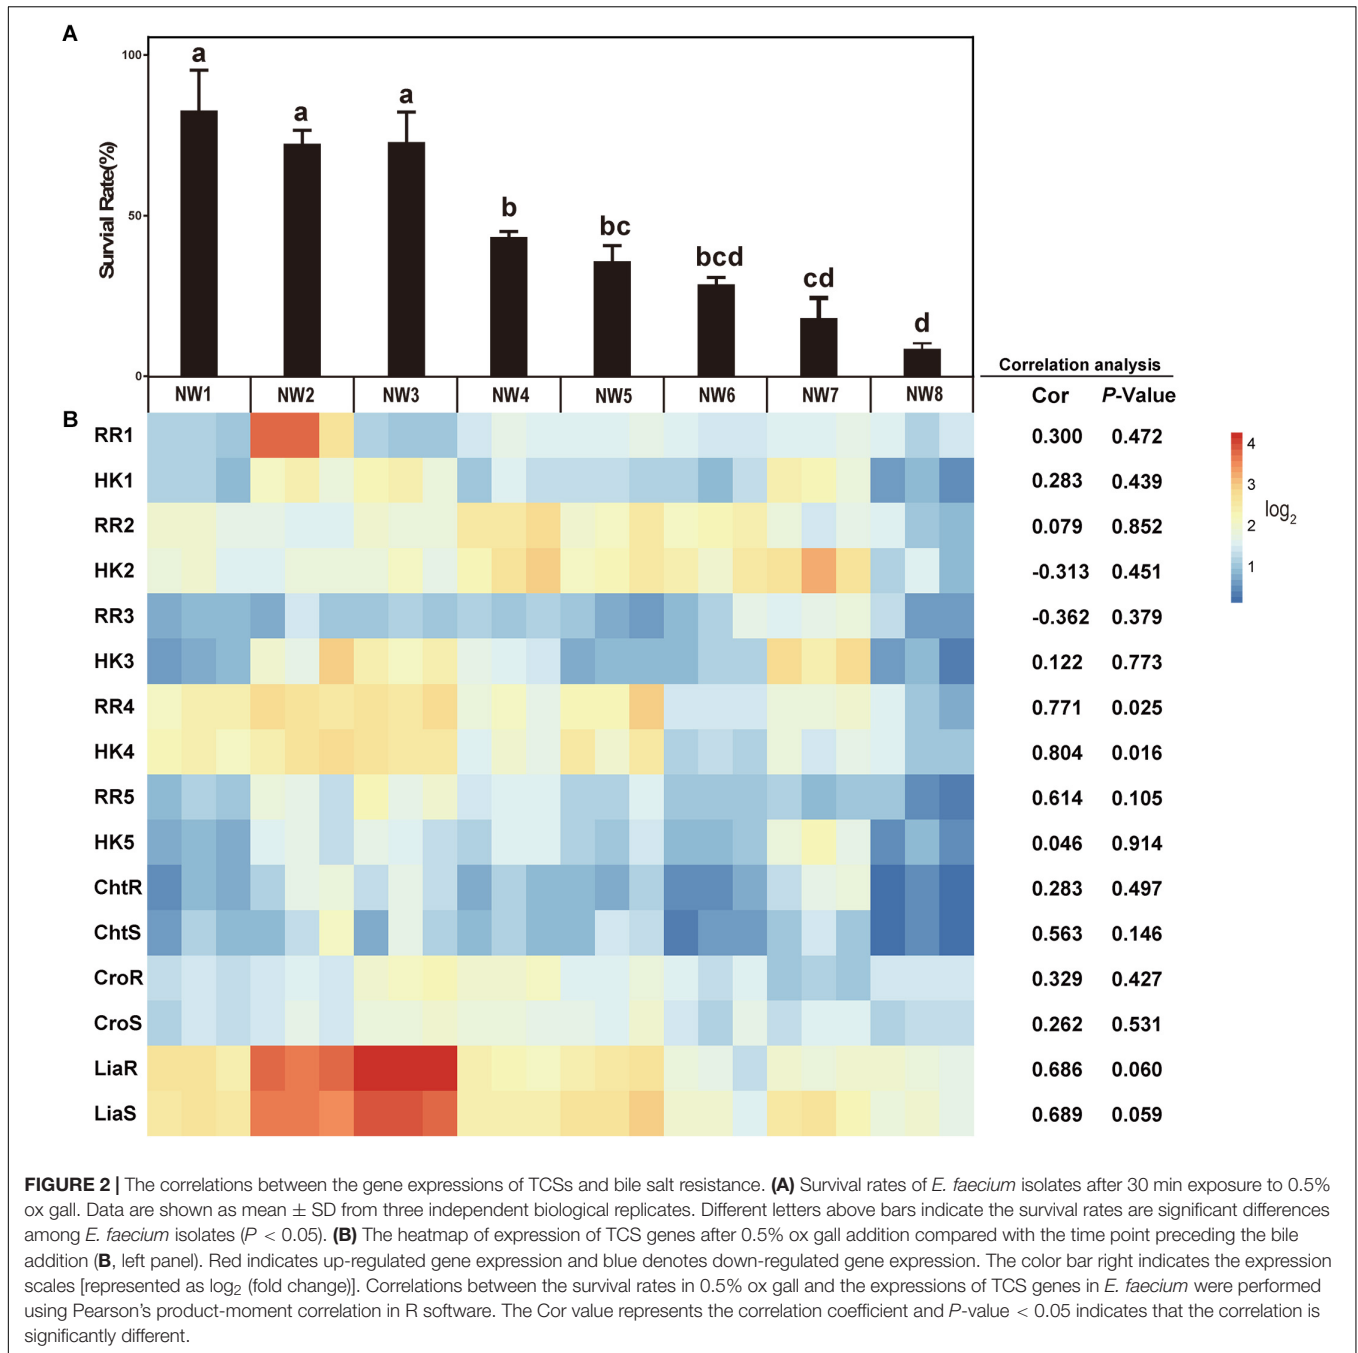 A
100
50
0
Survial Rate(%)
a
a
a
b
bc
bcd
cd
d
NW1 NW2 NW3 NW4 NW5 NW6 NW7 NW8
Correlation analysis
Cor P-Value
B
RR1 0.300 0.472
HK1 0.283 0.439
RR2 0.079 0.852
HK2 -0.313 0.451
RR3 -0.362 0.379
HK3 0.122 0.773
RR4 0.771 0.025
HK4 0.804 0.016
RR5 0.614 0.105
HK5 0.046 0.914
ChtR 0.283 0.497
ChtS 0.563 0.146
CroR 0.329 0.427
CroS 0.262 0.531
LiaR 0.686 0.060
LiaS 0.689 0.059
4
3
2
1
log2
FIGURE 2 | The correlations between the gene expressions of TCSs and bile salt resistance. (A) Survival rates of E. faecium isolates after 30 min exposure to 0.5%
ox gall. Data are shown as mean ± SD from three independent biological replicates. Different letters above bars indicate the survival rates are significant differences
among E. faecium isolates (P < 0.05). (B) The heatmap of expression of TCS genes after 0.5% ox gall addition compared with the time point preceding the bile
addition (B, left panel). Red indicates up-regulated gene expression and blue denotes down-regulated gene expression. The color bar right indicates the expression
scales [represented as log2 (fold change)]. Correlations between the survival rates in 0.5% ox gall and the expressions of TCS genes in E. faecium were performed
using Pearson's product-moment correlation in R software. The Cor value represents the correlation coefficient and P-value < 0.05 indicates that the correlation is
significantly different.